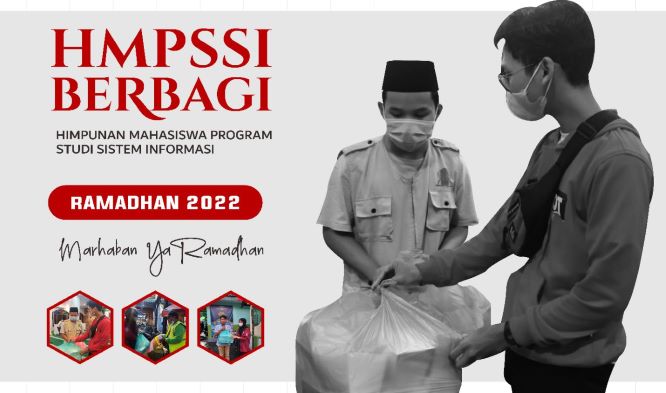 HMPSSI
BERBAGI
HIMPUNAN MAHASISWA PROGRAM
STUDI SISTEM INFORMASI
RAMADHAN 2022
Marhaban Ya Ramadhan